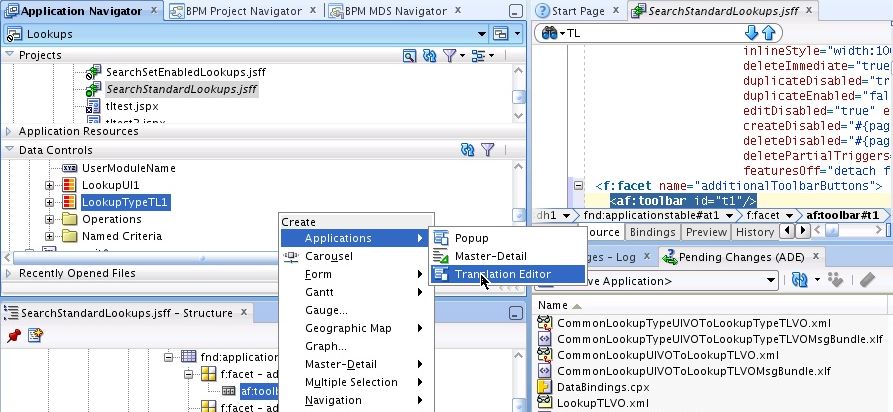 Application Navigator
BPM Project Navigator
BPM MDS Navigator
Lookups
Projects
SearchSetEnabledLookups.jsff
SearchStandardLookups.jsff
tltest.jspx
Application Resources
Data Controls
UserModuleName
LookupUI1
LookupTypeTL1
Operations
Named Criteria
Recently Opened Files
SearchStandardLookups.jsff - Structure
fnd:application
f:facet - ad
af:toolb
f:facet - ad
Create
Applications
Carousel
Form
Gantt
Gauge...
Geographic Map
Graph...
Master-Detail
Multiple Selection
Navigation
Popup
Master-Detail
Translation Editor
Start Page
SearchStandardLookups.jsff
TL
inlineStyle="width:10
deleteImmediate="true
duplicateDisabled="tr
duplicateEnabled="fal
editDisabled="true" e
createDisabled="#{pag
deleteDisabled="#{pag
deletePartialTriggers=
featuresOff="detach f
<f:facet name="additionalToolbarButtons">
<af:toolbar id="t1"/>
dh1 fnd:applicationstable#at1 f:facet af:toolbar#t1
ource Bindings Preview History
ges - Log
Pending Changes (ADE)
ve Application>
Name
CommonLookupTypeUIVOToLookupTypeTLVO.xml
CommonLookupTypeUIVOToLookupTypeTLVOMsgBundle.xlf
CommonLookupUIVOToLookupTLVO.xml
CommonLookupUIVOToLookupTLVOMsgBundle.xlf
DataBindings.cpx
LookupTLVO.xml